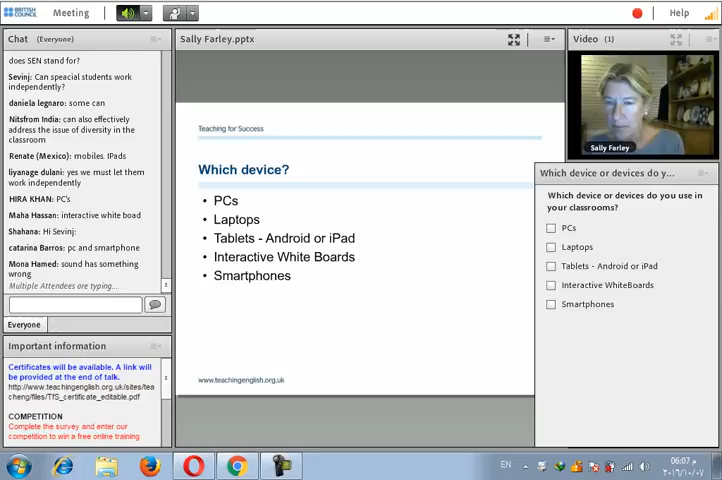 BRITISH
COUNCIL
Meeting
Help
Chat (Everyone)
does SEN stand for?
Sevinj: Can speacial students work
independently?
daniela legnaro: some can
Nitsfrom India: can also effectively
address the issue of diversity in the
classroom
Renate (Mexico): mobiles. IPads
liyanage dulani: yes we must let them
work independently
HIRA KHAN: PC's
Maha Hassan: interactive white boad
Shahana: Hi Sevinj:
catarina Barros: pc and smartphone
Mona Hamed: sound has something
wrong
Multiple Attendees are typing...
Everyone
Important information
Certificates will be available. A link will
be provided at the end of talk.
http://www.teachingenglish.org.uk/sites/tea
cheng/files/TfS_certificate_editable.pdf
COMPETITION
Complete the survey and enter our
competition to win a free online training
Sally Farley.pptx
Teaching for Success
Which device?
• PCs
• Laptops
• Tablets - Android or iPad
• Interactive White Boards
• Smartphones
www.teachingenglish.org.uk
Video (1)
Sally Farley
Which device or devices do y...
Which device or devices do you use in
your classrooms?
PCs
Laptops
Tablets - Android or iPad
Interactive WhiteBoards
Smartphones
EN
06:07 م
٢٠١٦/١٠/٠٧